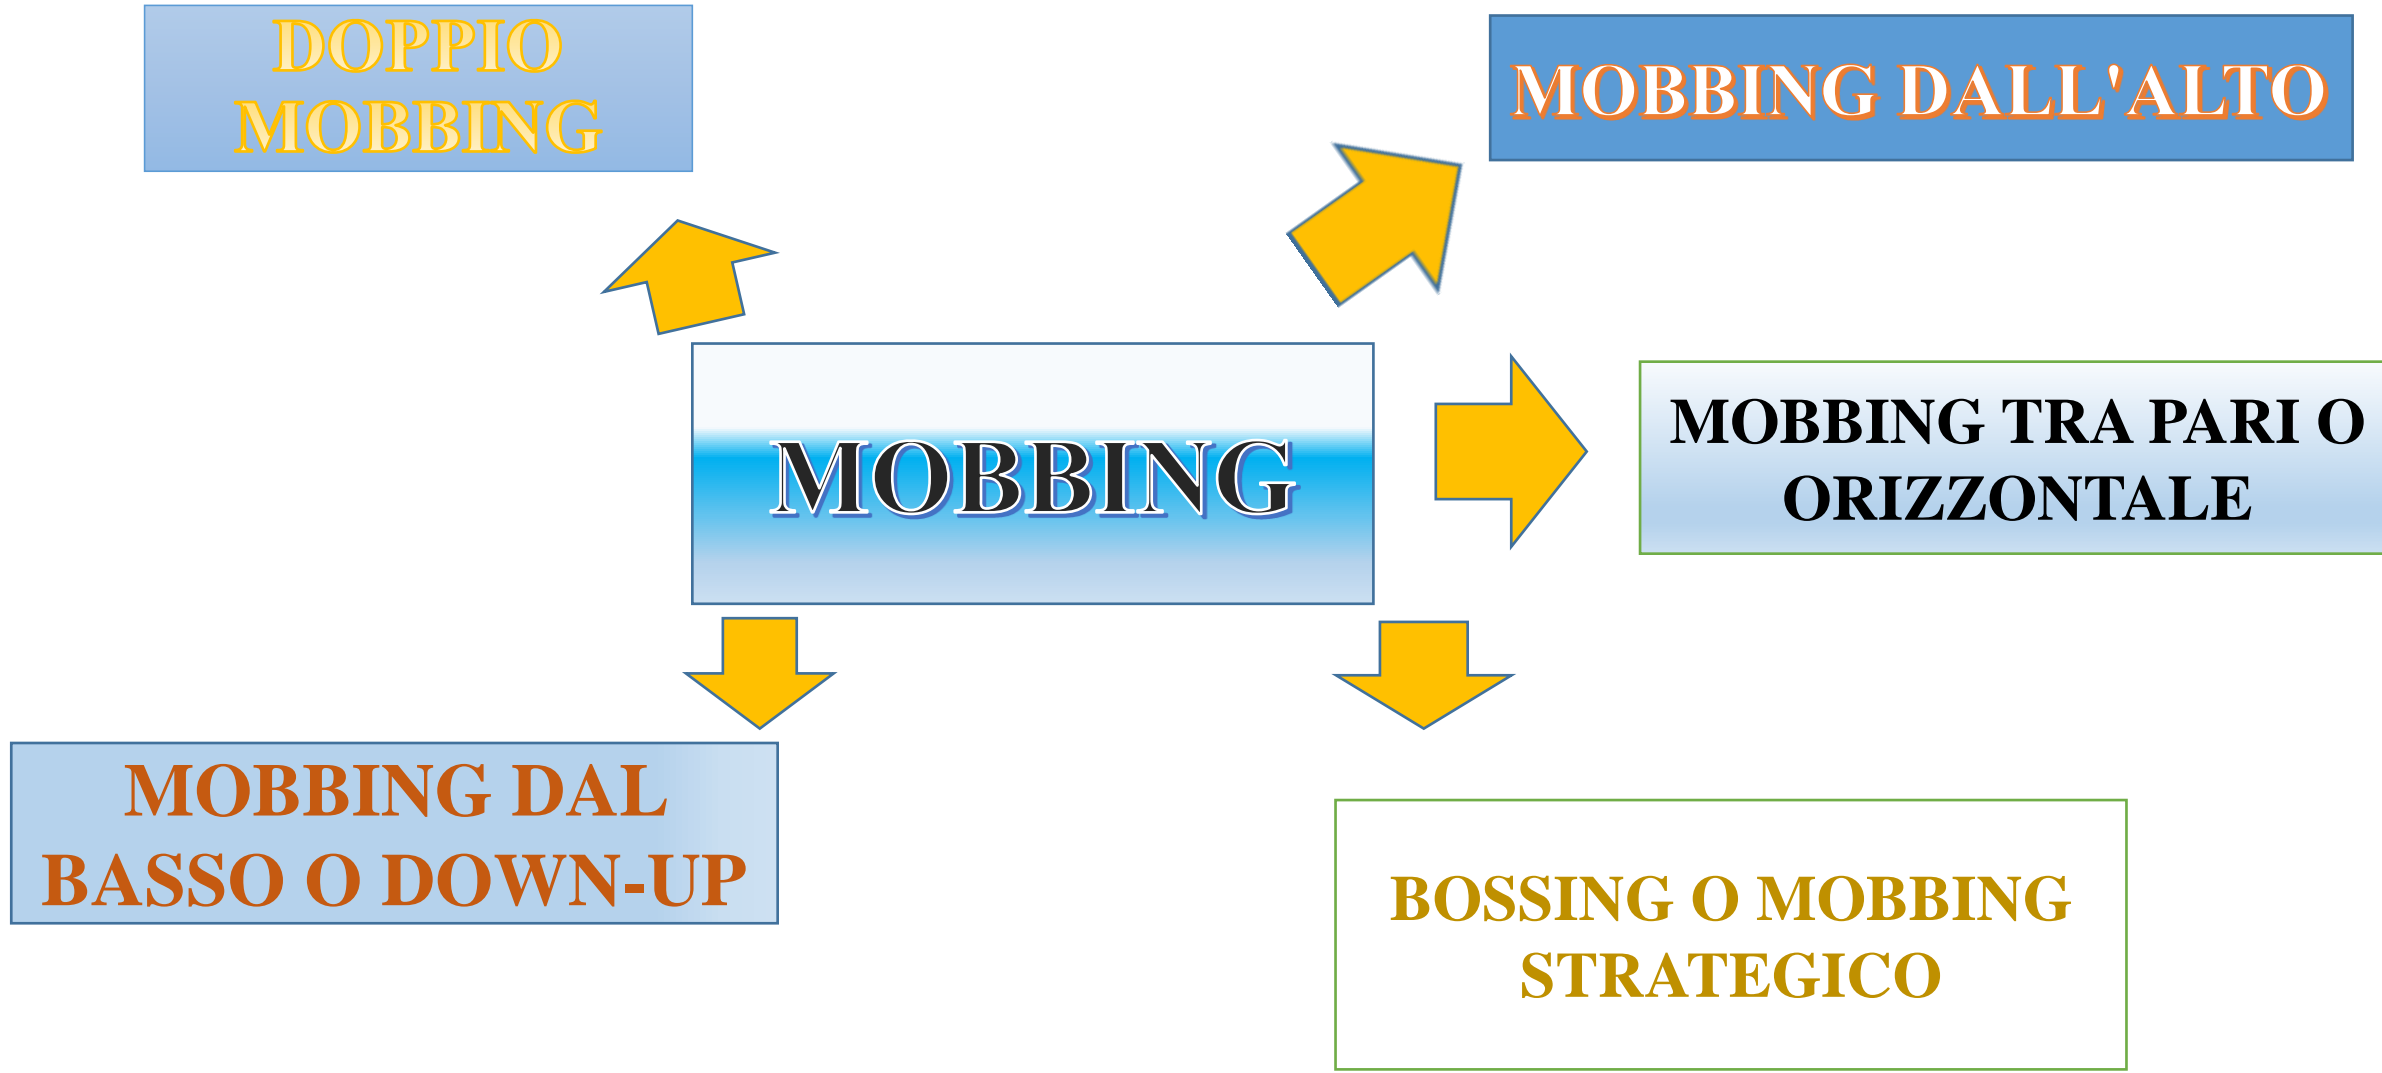 DOPPIO
MOBBING
MOBBING DALL'ALTO
MOBBING
MOBBING TRA PARI O
ORIZZONTALE
MOBBING DAL
BASSO O DOWN-UP
BOSSING O MOBBING
STRATEGICO